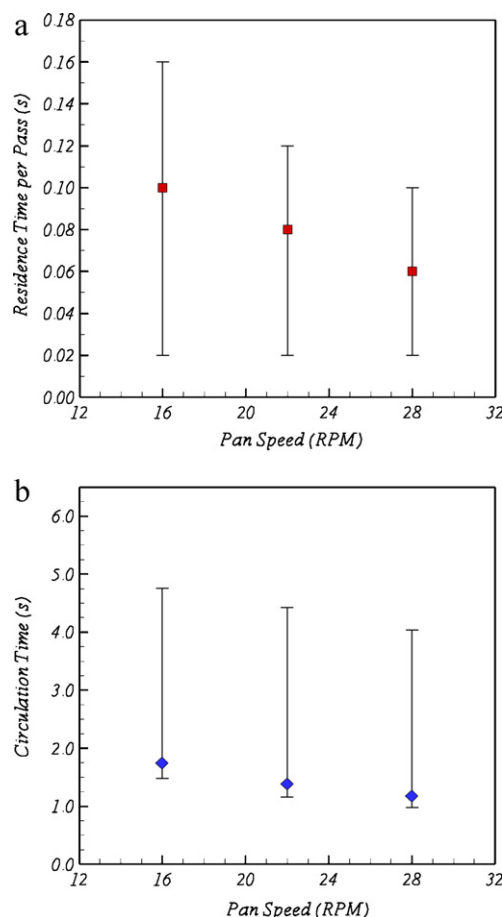 a
0.18
0.16
0.14
0.12
0.10
0.08
0.06
0.04
0.02
0.00
Residence Time per Pass (s)
12 16 20 24 28 32
Pan Speed (RPM)
b
6.0
5.0
4.0
3.0
2.0
1.0
0.0
Circulation Time (s)
12 16 20 24 28 32
Pan Speed (RPM)